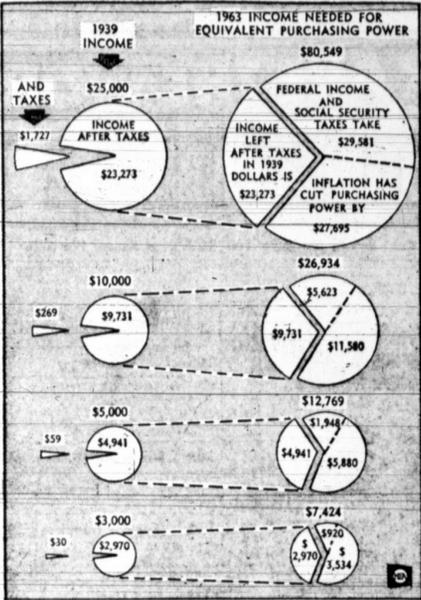 1939
INCOME
1963 INCOME NEEDED FOR
EQUIVALENT PURCHASING POWER
AND
TAXES
$1,727
$25,000
INCOME
AFTER TAXES
$23,273
$80,549
FEDERAL INCOME
AND
SOCIAL SECURITY
TAXES TAKE
$29,581
INCOME
LEFT
AFTER TAXES
IN 1939
DOLLARS IS
$23,273
INFLATION HAS
CUT PURCHASING
POWER BY
$27,695
$269
$10,000
$9,731
$26,934
$5,623
$9,731
$11,580
$59
$5,000
$4,941
$12,769
$1,948
$4,941
$5,880
$30
$3,000
$2,970
$7,424
$920
$
2,970
$
3,534
NEA